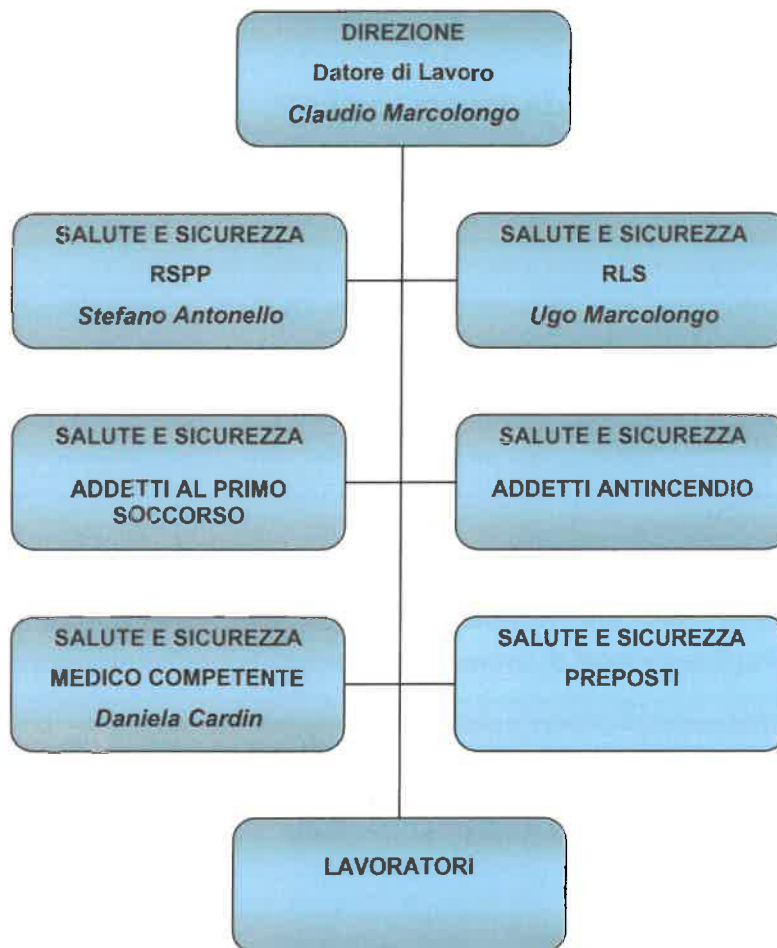 DIREZIONE
Datore di Lavoro
Claudio Marcolongo
SALUTE E SICUREZZA
RSPP
Stefano Antonello
SALUTE E SICUREZZA
RLS
Ugo Marcolongo
SALUTE E SICUREZZA
ADDETTI AL PRIMO
SOCCORSO
SALUTE E SICUREZZA
ADDETTI ANTINCENDIO
SALUTE E SICUREZZA
MEDICO COMPETENTE
Daniela Cardin
SALUTE E SICUREZZA
PREPOSTI
LAVORATORI